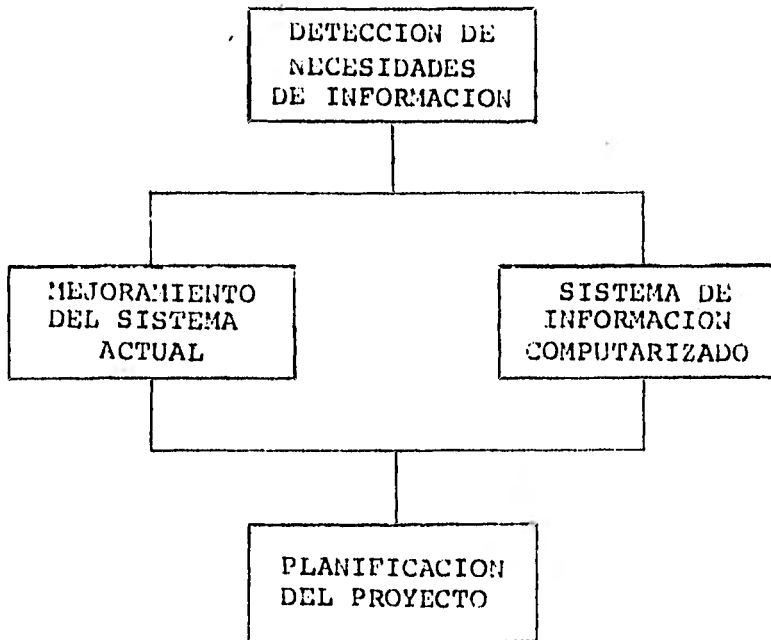 DETECCION DE
NECESIDADES
DE INFORMACION
MEJORAMIENTO
DEL SISTEMA
ACTUAL
SISTEMA DE
INFORMACION
COMPUTARIZADO
PLANIFICACION
DEL PROYECTO